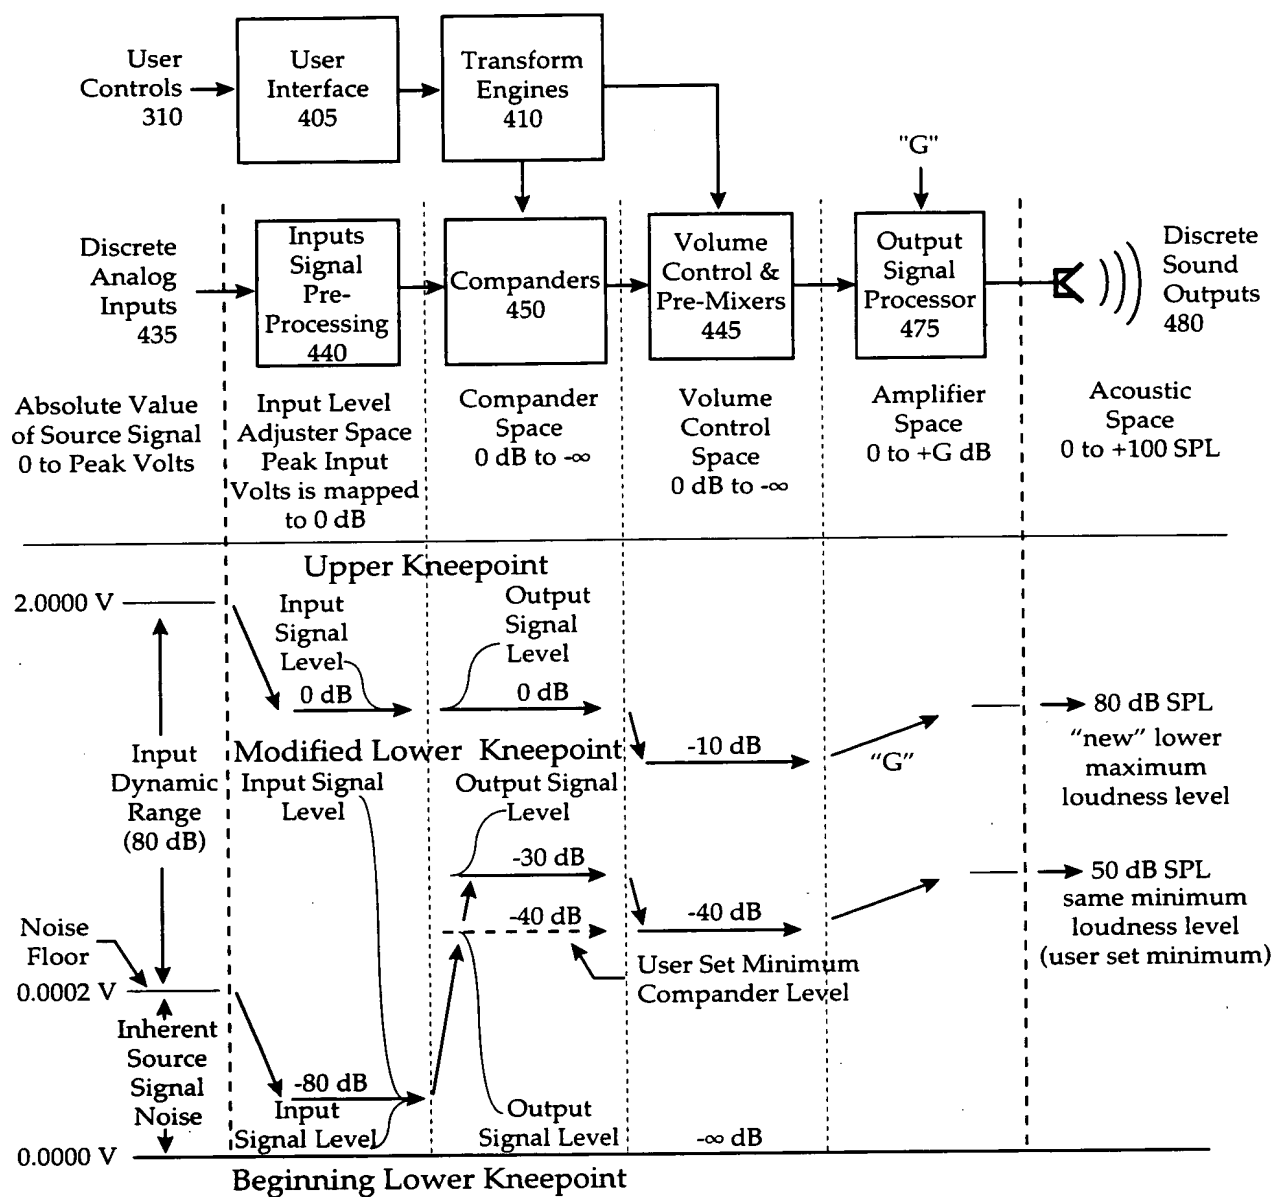 User
Controls
310
User
Interface
405
Transform
Engines
410
"G"
Discrete
Analog
Inputs
435
Inputs
Signal
Pre-
Processing
440
Companders
450
Volume
Control &
Pre-Mixers
445
Output
Signal
Processor
475
Discrete
Sound
Outputs
480
Absolute Value
of Source Signal
0 to Peak Volts
Input Level
Adjuster Space
Peak Input
Volts is mapped
to 0 dB
Compander
Space
0 dB to -∞
Volume
Control
Space
0 dB to -∞
Amplifier
Space
0 to +G dB
Acoustic
Space
0 to +100 SPL
Upper Kneepoint
2.0000 V
Input
Signal
Level
0 dB
Output
Signal
Level
0 dB
-10 dB
"G"
80 dB SPL
"new" lower
maximum
loudness level
Input
Dynamic
Range
(80 dB)
Modified Lower Kneepoint
Input Signal
Level
Output Signal
Level
-30 dB
-40 dB
-40 dB
50 dB SPL
same minimum
loudness level
(user set minimum)
User Set Minimum
Compander Level
Noise
Floor
0.0002 V
Inherent
Source
Signal
Noise
-80 dB
Input
Signal Level
Output
Signal Level
-∞ dB
0.0000 V
Beginning Lower Kneepoint